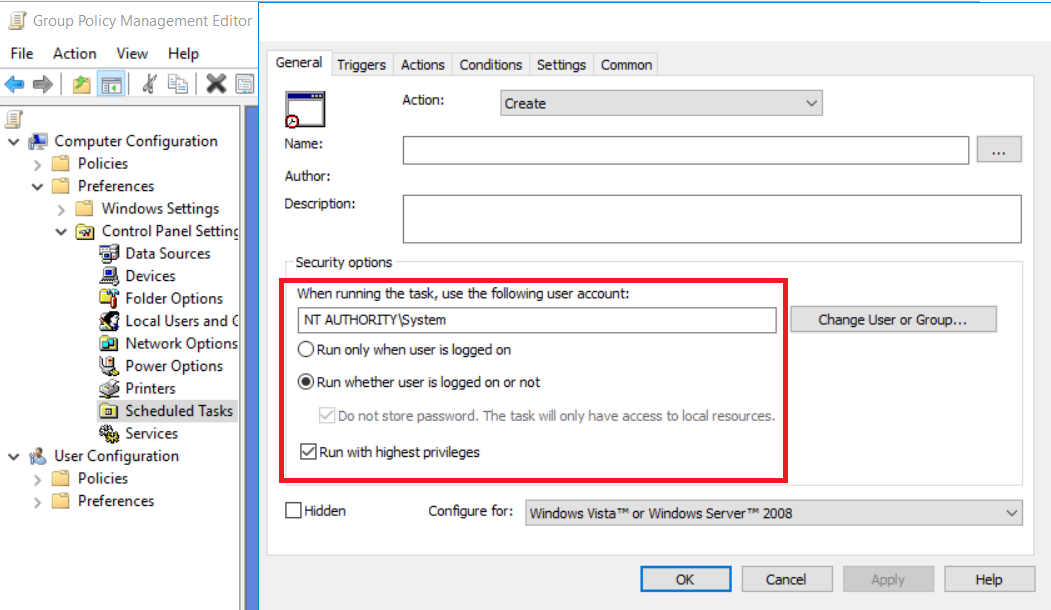 Group Policy Management Editor
File Action View Help
Computer Configuration
Policies
Preferences
Windows Settings
Control Panel Setting
Data Sources
Devices
Folder Options
Local Users and G
Network Options
Power Options
Printers
Scheduled Tasks
Services
User Configuration
Policies
Preferences
General Triggers Actions Conditions Settings Common
Action: Create
Name: ...
Author:
Description:
Security options
When running the task, use the following user account:
NT AUTHORITY\System Change User or Group...
Run only when user is logged on
Run whether user is logged on or not
Do not store password. The task will only have access to local resources.
Run with highest privileges
Hidden Configure for: Windows Vista™ or Windows Server™ 2008
OK Cancel Apply Help